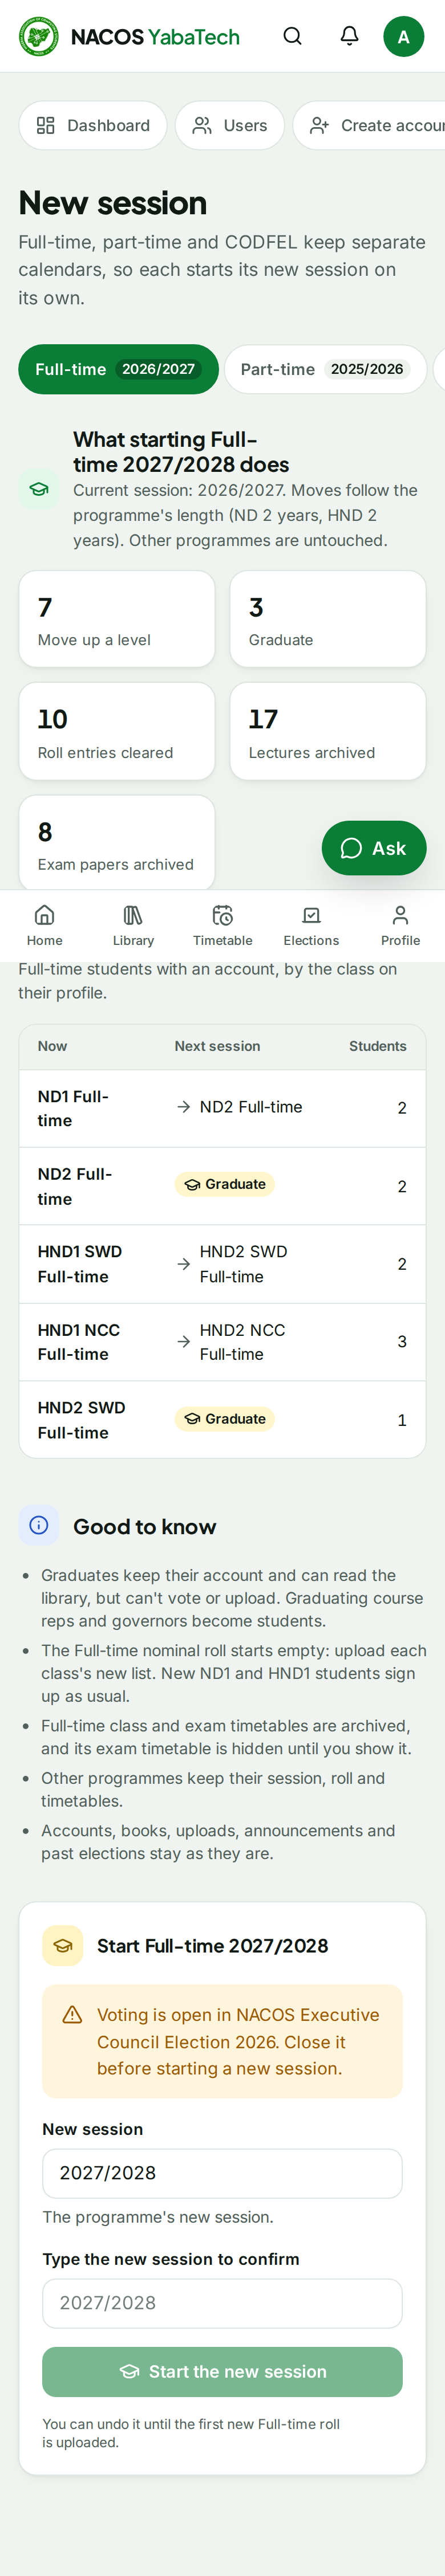 NACOS YabaTech
A
Dashboard
Users
Create accour
New session
Full-time, part-time and CODFEL keep separate
calendars, so each starts its new session on
its own.
Full-time 2026/2027
Part-time 2025/2026
What starting Full-
time 2027/2028 does
Current session: 2026/2027. Moves follow the
programme's length (ND 2 years, HND 2
years). Other programmes are untouched.
7
Move up a level
3
Graduate
10
Roll entries cleared
17
Lectures archived
8
Exam papers archived
Ask
Home
Library
Timetable
Elections
Profile
Full-time students with an account, by the class on
their profile.
Now
Next session
Students
ND1 Full-
time
ND2 Full-time
2
ND2 Full-
time
Graduate
2
HND1 SWD
Full-time
HND2 SWD
Full-time
2
HND1 NCC
Full-time
HND2 NCC
Full-time
3
HND2 SWD
Full-time
Graduate
1
Good to know
Graduates keep their account and can read the
library, but can't vote or upload. Graduating course
reps and governors become students.
The Full-time nominal roll starts empty: upload each
class's new list. New ND1 and HND1 students sign
up as usual.
Full-time class and exam timetables are archived,
and its exam timetable is hidden until you show it.
Other programmes keep their session, roll and
timetables.
Accounts, books, uploads, announcements and
past elections stay as they are.
Start Full-time 2027/2028
Voting is open in NACOS Executive
Council Election 2026. Close it
before starting a new session.
New session
2027/2028
The programme's new session.
Type the new session to confirm
2027/2028
Start the new session
You can undo it until the first new Full-time roll
is uploaded.